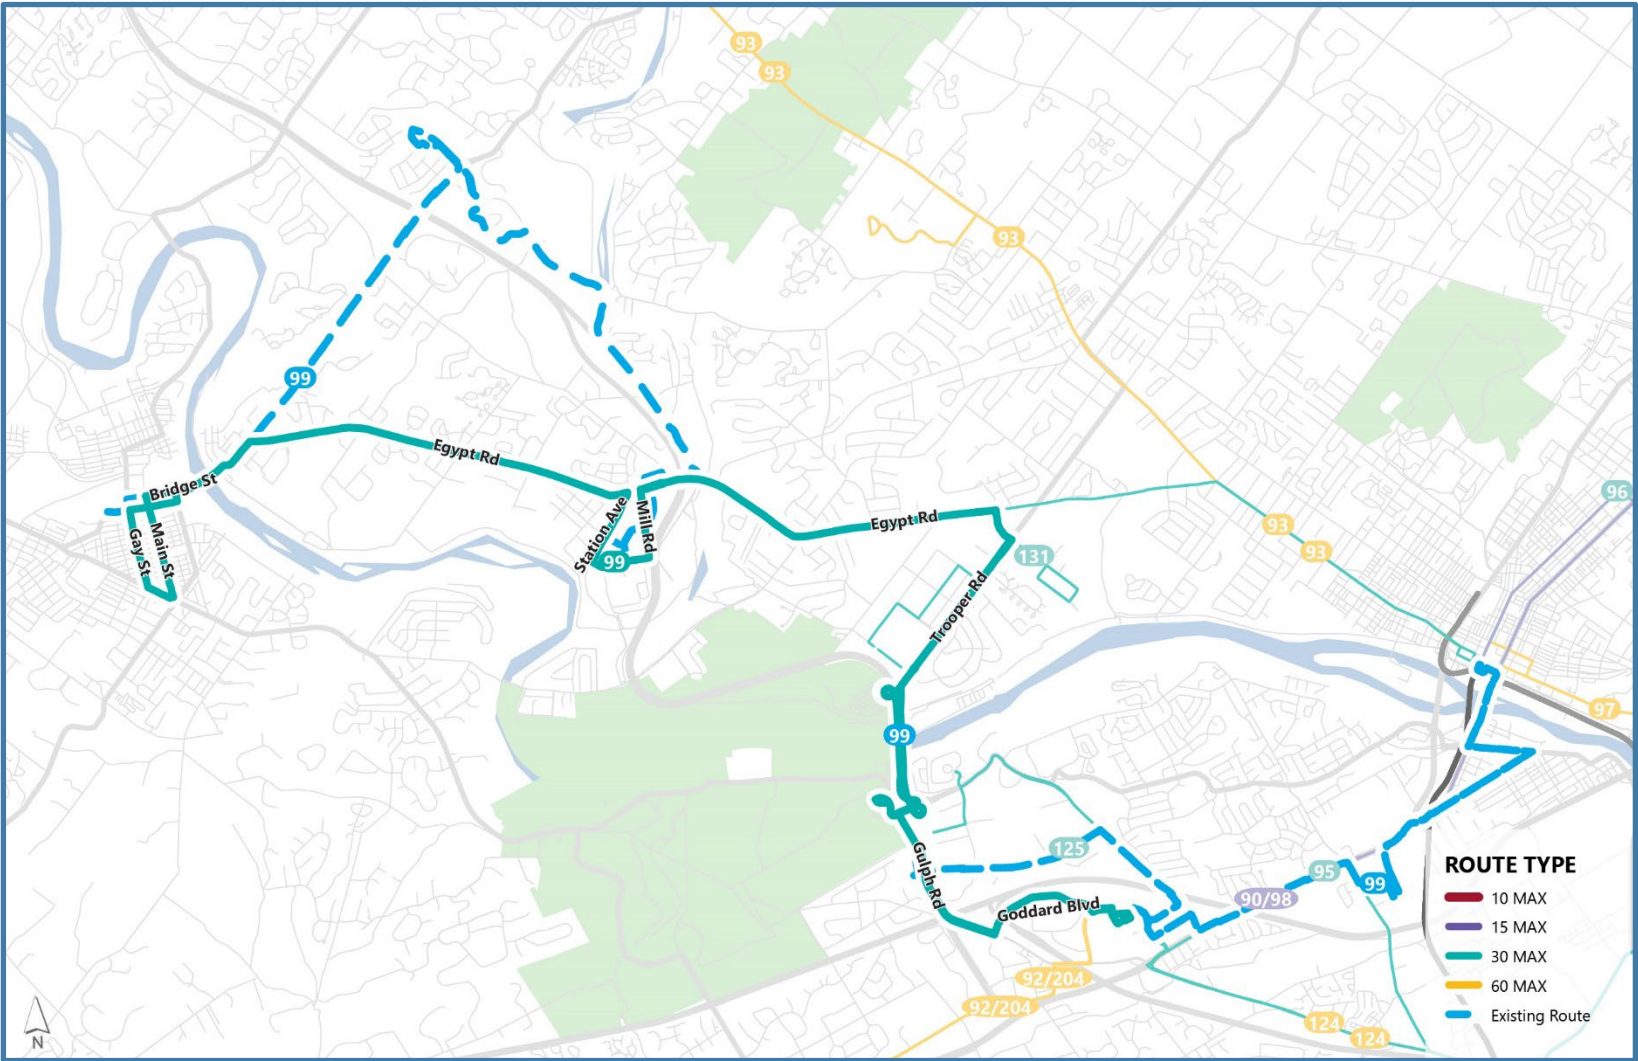 93
93
93
99
Egypt Rd
Bridge St
Gay St
Main St
Station Ave
Mill Rd
99
Egypt Rd
96
93
93
131
Trooper Rd
97
99
125
Gulph Rd
Goddard Blvd
95
99
90/98
92/204
92/204
124
124
ROUTE TYPE
10 MAX
15 MAX
30 MAX
60 MAX
Existing Route
N